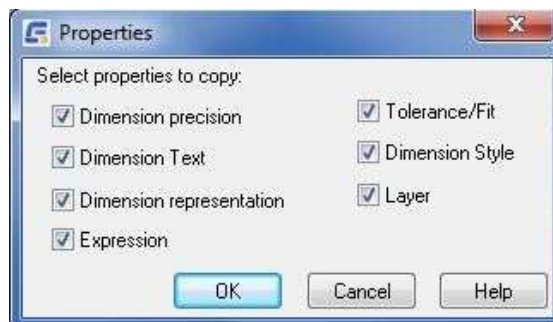 Properties
Select properties to copy:
Dimension precision
Dimension Text
Dimension representation
Expression
Tolerance/Fit
Dimension Style
Layer
OK Cancel Help